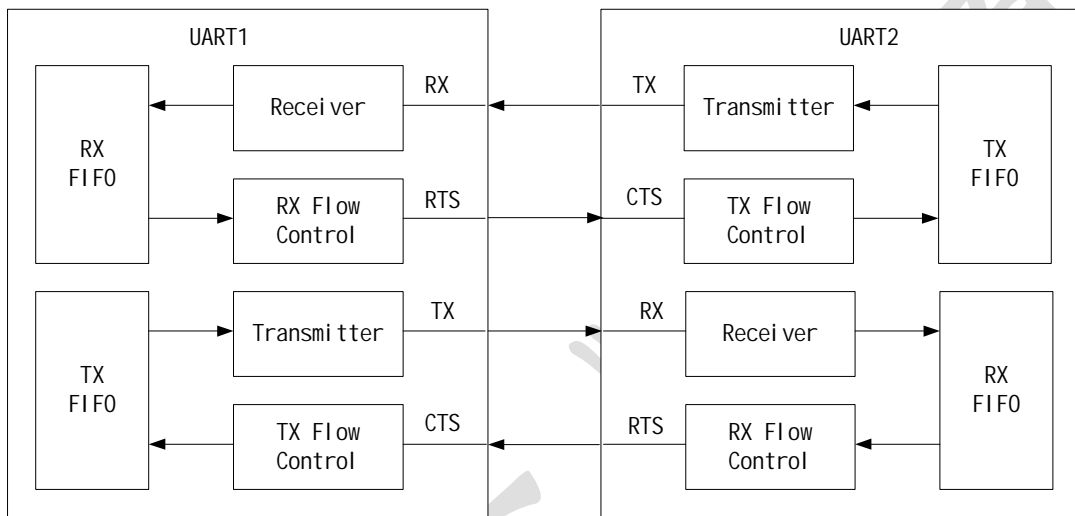 UART1
UART2
RX
FIFO
Receiver
RX
TX
Transmitter
TX
FIFO
RX Flow
Control
RTS
CTS
TX Flow
Control
TX
FIFO
Transmitter
TX
RX
Receiver
RX
FIFO
TX Flow
Control
CTS
RTS
RX Flow
Control